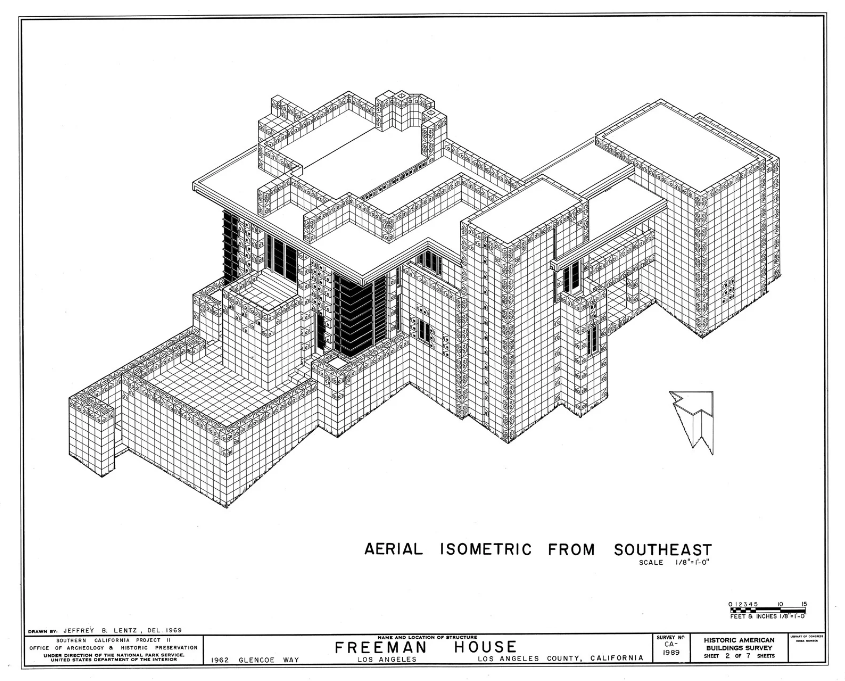 AERIAL ISOMETRIC FROM SOUTHEAST
SCALE 1/8"=1'-0"
0 1 2 3 4 5 10 15
FEET & INCHES 1/8"=1'-0"
DRAWN BY: JEFFREY B. LENTZ, DEL. 1969
SOUTHERN CALIFORNIA PROJECT II
OFFICE OF ARCHEOLOGY & HISTORIC PRESERVATION
UNDER DIRECTION OF THE NATIONAL PARK SERVICE,
UNITED STATES DEPARTMENT OF THE INTERIOR
NAME AND LOCATION OF STRUCTURE
FREEMAN HOUSE
1962 GLENCOE WAY LOS ANGELES LOS ANGELES COUNTY, CALIFORNIA
SURVEY NO.
CA-
1989
HISTORIC AMERICAN
BUILDINGS SURVEY
SHEET 2 OF 7 SHEETS
LIBRARY OF CONGRESS